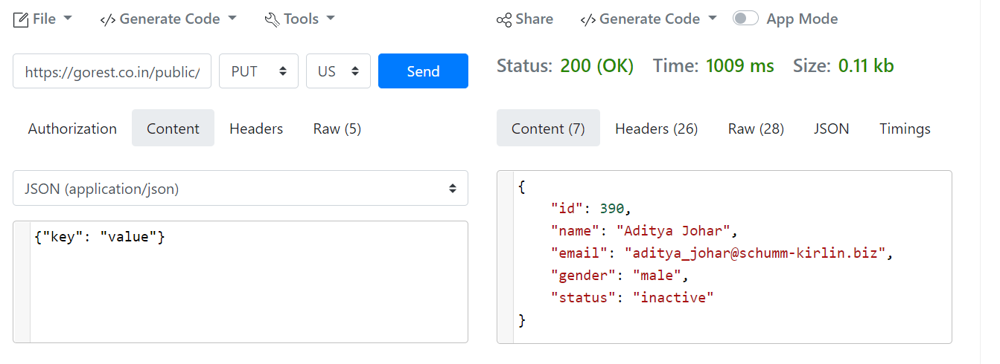 File
Generate Code
Tools
https://gorest.co.in/public/
PUT
US
Send
Authorization
Content
Headers
Raw (5)
JSON (application/json)
{"key": "value"}
Share
Generate Code
App Mode
Status: 200 (OK) Time: 1009 ms Size: 0.11 kb
Content (7)
Headers (26)
Raw (28)
JSON
Timings
{
"id": 390,
"name": "Aditya Johar",
"email": "aditya_johar@schumm-kirlin.biz",
"gender": "male",
"status": "inactive"
}